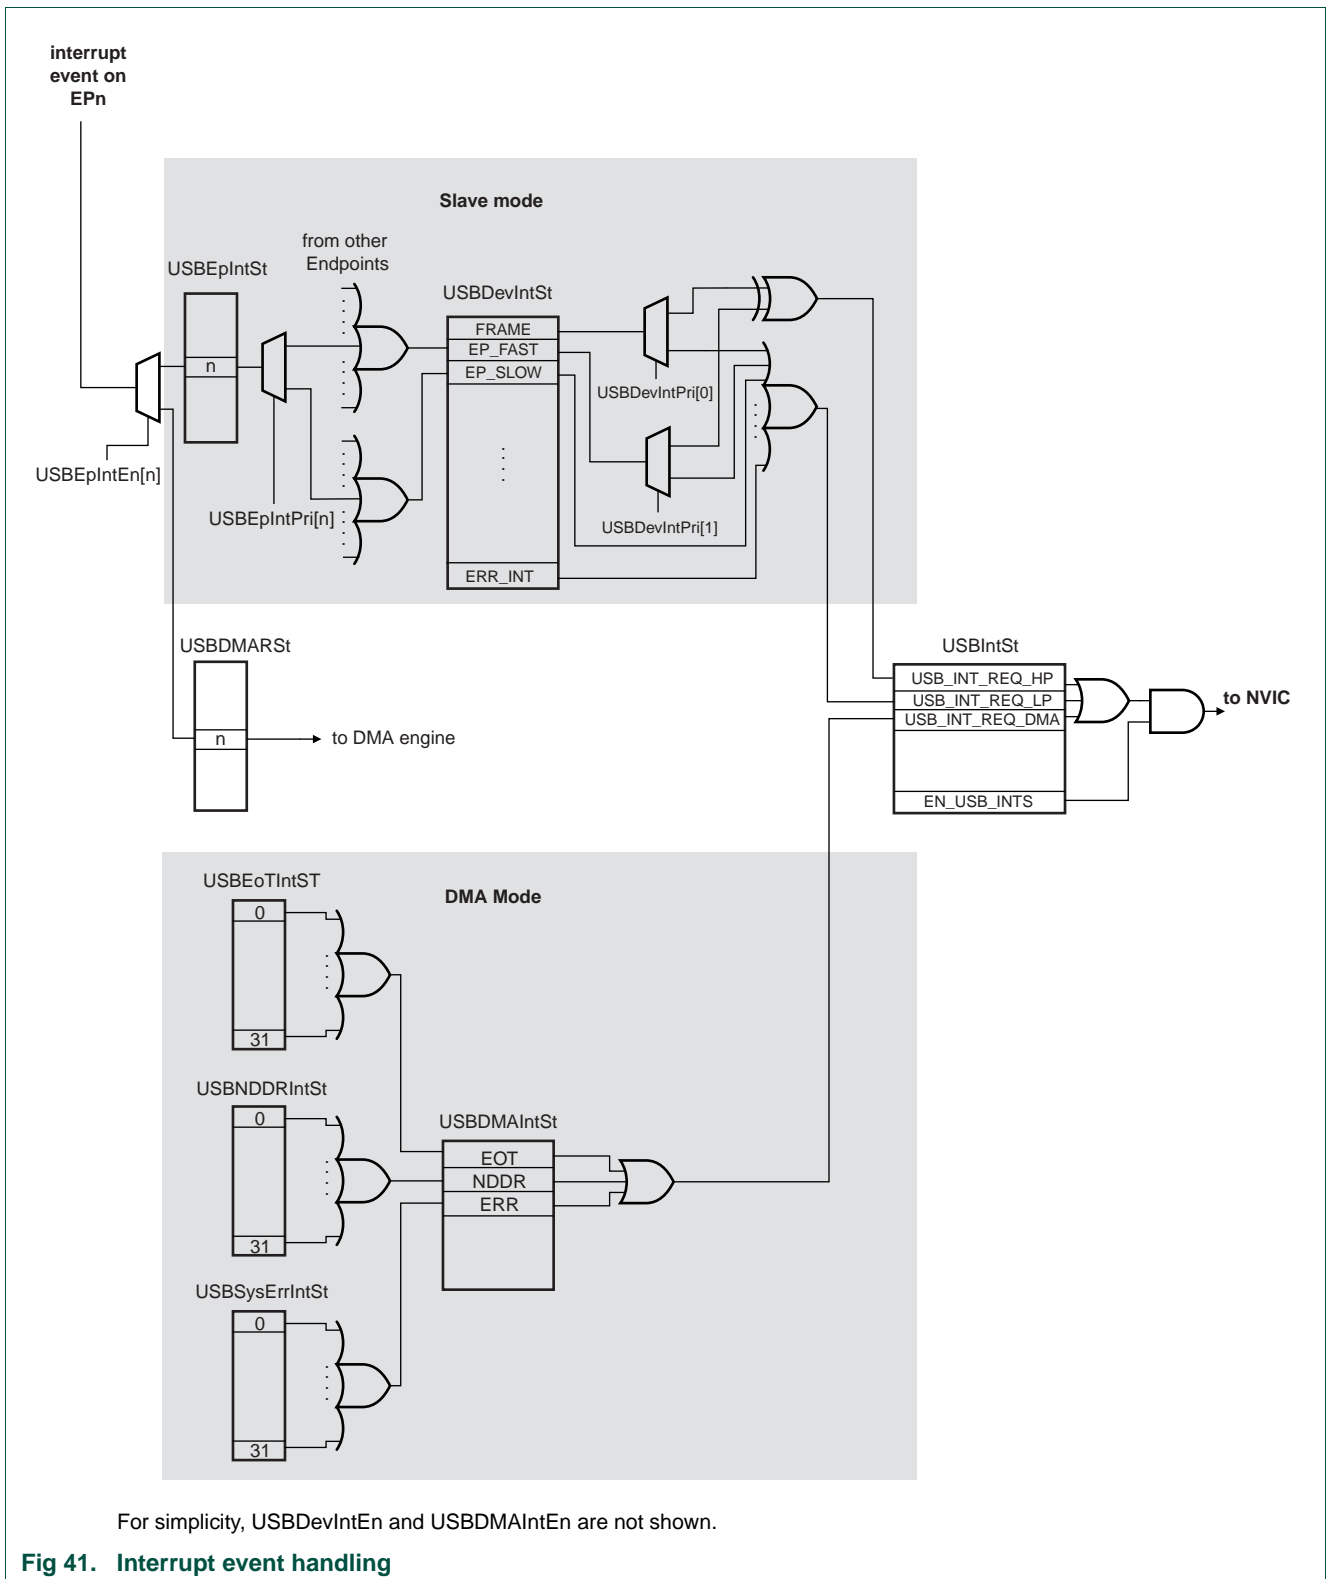 interrupt
event on
EPn
Slave mode
from other
Endpoints
USBEpIntSt
USBDevIntSt
FRAME
EP_FAST
EP_SLOW
n
USBDevIntPri[0]
USBEpIntEn[n]
USBEpIntPri[n]
USBDevIntPri[1]
ERR_INT
USBDMARSt
USBIntSt
USB_INT_REQ_HP
USB_INT_REQ_LP
USB_INT_REQ_DMA
to NVIC
n
to DMA engine
EN_USB_INTS
USBEoTIntST
DMA Mode
0
31
USBNDDRIntSt
0
USBDMAIntSt
EOT
NDDR
ERR
31
USBSysErrIntSt
0
31
For simplicity, USBDevIntEn and USBDMAIntEn are not shown.
Fig 41. Interrupt event handling